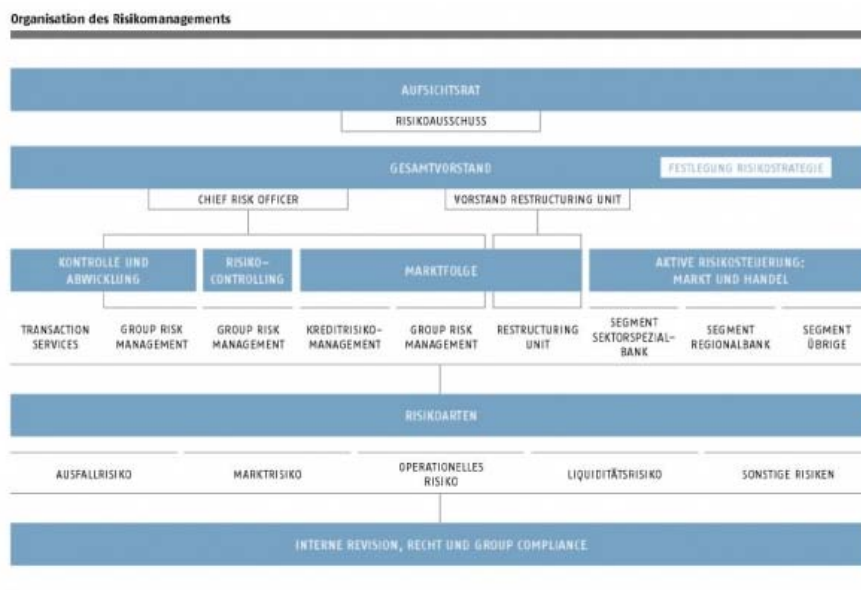 Organisation des Risikomanagements
AUFSICHTSRAT
RISIKOAUSSCHUSS
GESAMTVORSTAND
FESTLEGUNG RISIKOSTRATEGIE
CHIEF RISK OFFICER
VORSTAND RESTRUCTURING UNIT
KONTROLLE UND
ABWICKLUNG
RISIKO-
CONTROLLING
MARKTFOLGE
AKTIVE RISIKOSTEUERUNG:
MARKT UND HANDEL
TRANSACTION
SERVICES
GROUP RISK
MANAGEMENT
GROUP RISK
MANAGEMENT
KREDITRISIKO-
MANAGEMENT
GROUP RISK
MANAGEMENT
RESTRUCTURING
UNIT
SEGMENT
SEKTORSPEZIAL-
BANK
SEGMENT
REGIONALBANK
SEGMENT
ÜBRIGE
RISIKOARTEN
AUSFALLRISIKO
MARKTRISIKO
OPERATIONELLES
RISIKO
LIQUIDITÄTSRISIKO
SONSTIGE RISIKEN
INTERNE REVISION, RECHT UND GROUP COMPLIANCE